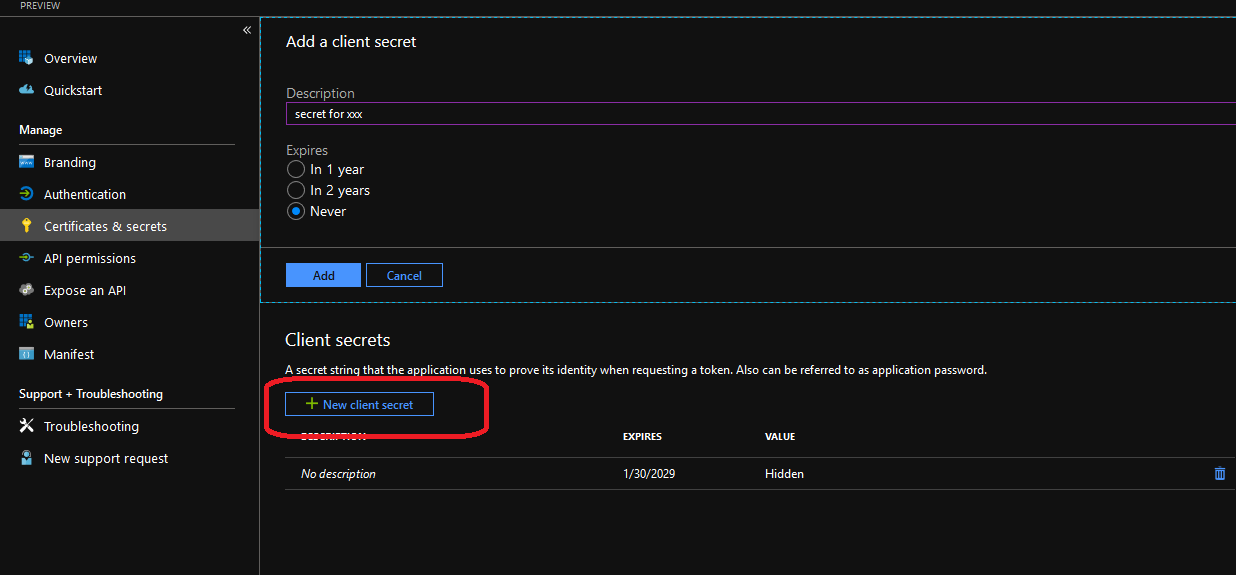 PREVIEW
«
Overview
Quickstart
Manage
Branding
Authentication
Certificates & secrets
API permissions
Expose an API
Owners
Manifest
Support + Troubleshooting
Troubleshooting
New support request
Add a client secret
Description
secret for xxx
Expires
In 1 year
In 2 years
Never
Add Cancel
Client secrets
A secret string that the application uses to prove its identity when requesting a token. Also can be referred to as application password.
+ New client secret
DESCRIPTION EXPIRES VALUE
No description 1/30/2029 Hidden